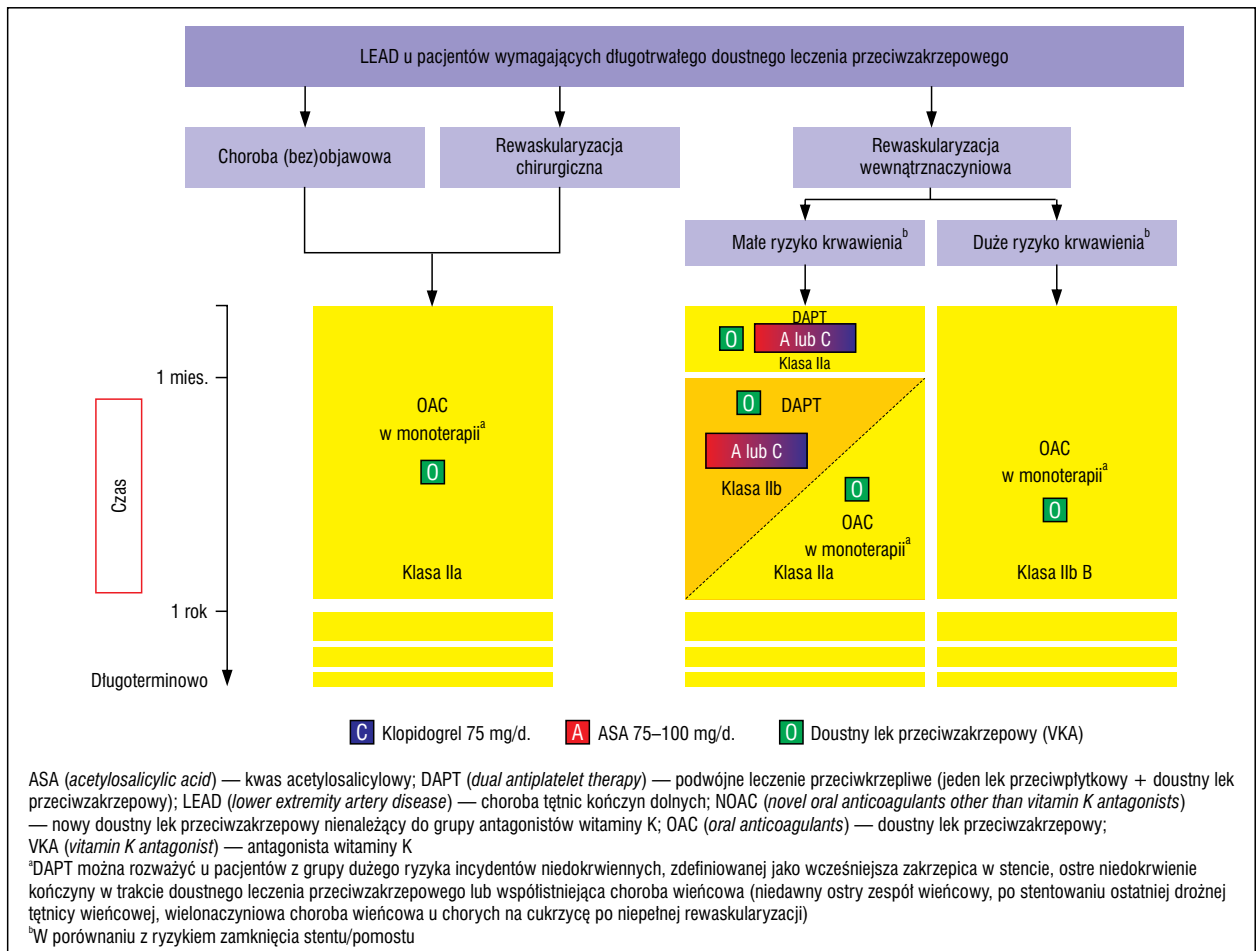 LEAD u pacjentów wymagających długotrwałego doustnego leczenia przeciwzakrzepowego
Choroba (bez)objawowa
Rewaskularyzacja
chirurgiczna
Rewaskularyzacja
wewnątrznaczyniowa
Małe ryzyko krwawienia^b
Duże ryzyko krwawienia^b
Czas
1 mies.
1 rok
Długoterminowo
OAC
w monoterapii^a
O
Klasa IIa
DAPT
O A lub C
Klasa IIa
O DAPT
A lub C
Klasa IIb
O
OAC
w monoterapii^a
Klasa IIa
OAC
w monoterapii^a
O
Klasa IIb B
C Klopidogrel 75 mg/d. A ASA 75–100 mg/d. O Doustny lek przeciwzakrzepowy (VKA)
ASA (acetylosalicylic acid) — kwas acetylosalicylowy; DAPT (dual antiplatelet therapy) — podwójne leczenie przeciwkrzepliwe (jeden lek przeciwpłytkowy + doustny lek
przeciwzakrzepowy); LEAD (lower extremity artery disease) — choroba tętnic kończyn dolnych; NOAC (novel oral anticoagulants other than vitamin K antagonists)
— nowy doustny lek przeciwzakrzepowy nienależący do grupy antagonistów witaminy K; OAC (oral anticoagulants) — doustny lek przeciwzakrzepowy;
VKA (vitamin K antagonist) — antagonista witaminy K
^aDAPT można rozważyć u pacjentów z grupy dużego ryzyka incydentów niedokrwiennych, zdefiniowanej jako wcześniejsza zakrzepica w stencie, ostre niedokrwienie
kończyny w trakcie doustnego leczenia przeciwzakrzepowego lub współistniejąca choroba wieńcowa (niedawny ostry zespół wieńcowy, po stentowaniu ostatniej drożnej
tętnicy wieńcowej, wielonaczyniowa choroba wieńcowa u chorych na cukrzycę po niepełnej rewaskularyzacji)
^bW porównaniu z ryzykiem zamknięcia stentu/pomostu